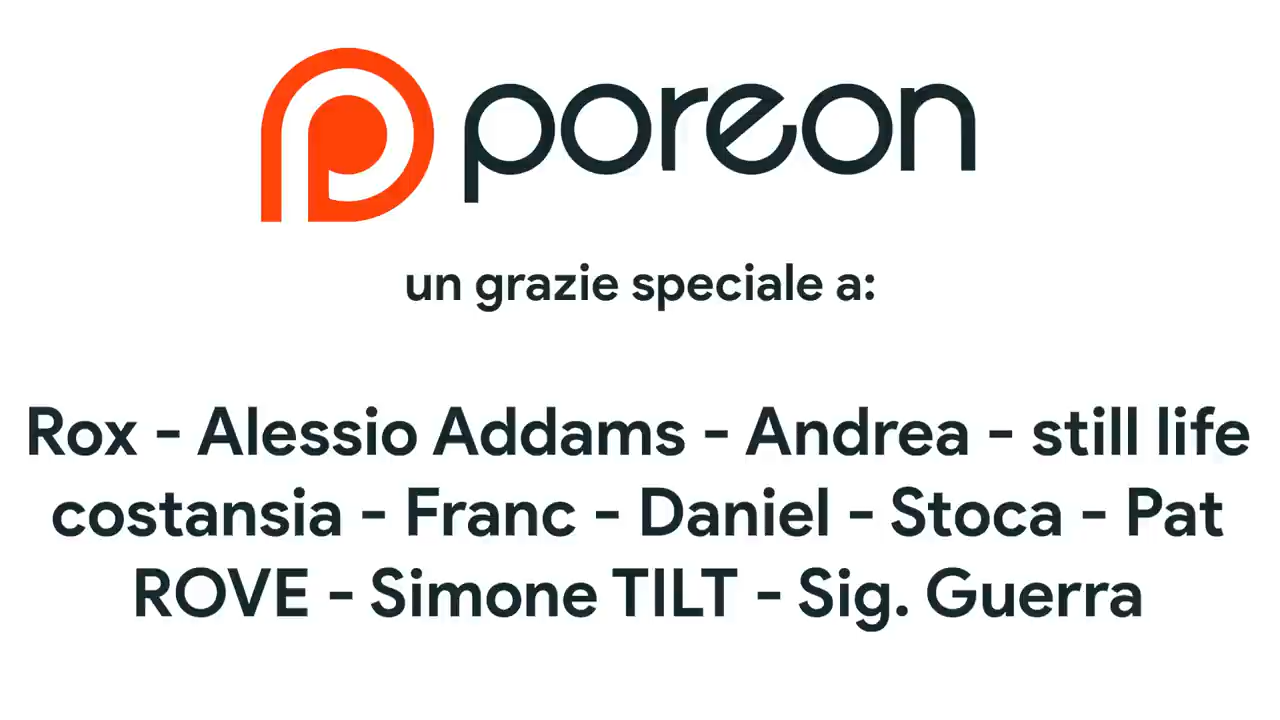 poreon
un grazie speciale a:
Rox - Alessio Addams - Andrea - still life
costansia - Franc - Daniel - Stoca - Pat
ROVE - Simone TILT - Sig. Guerra